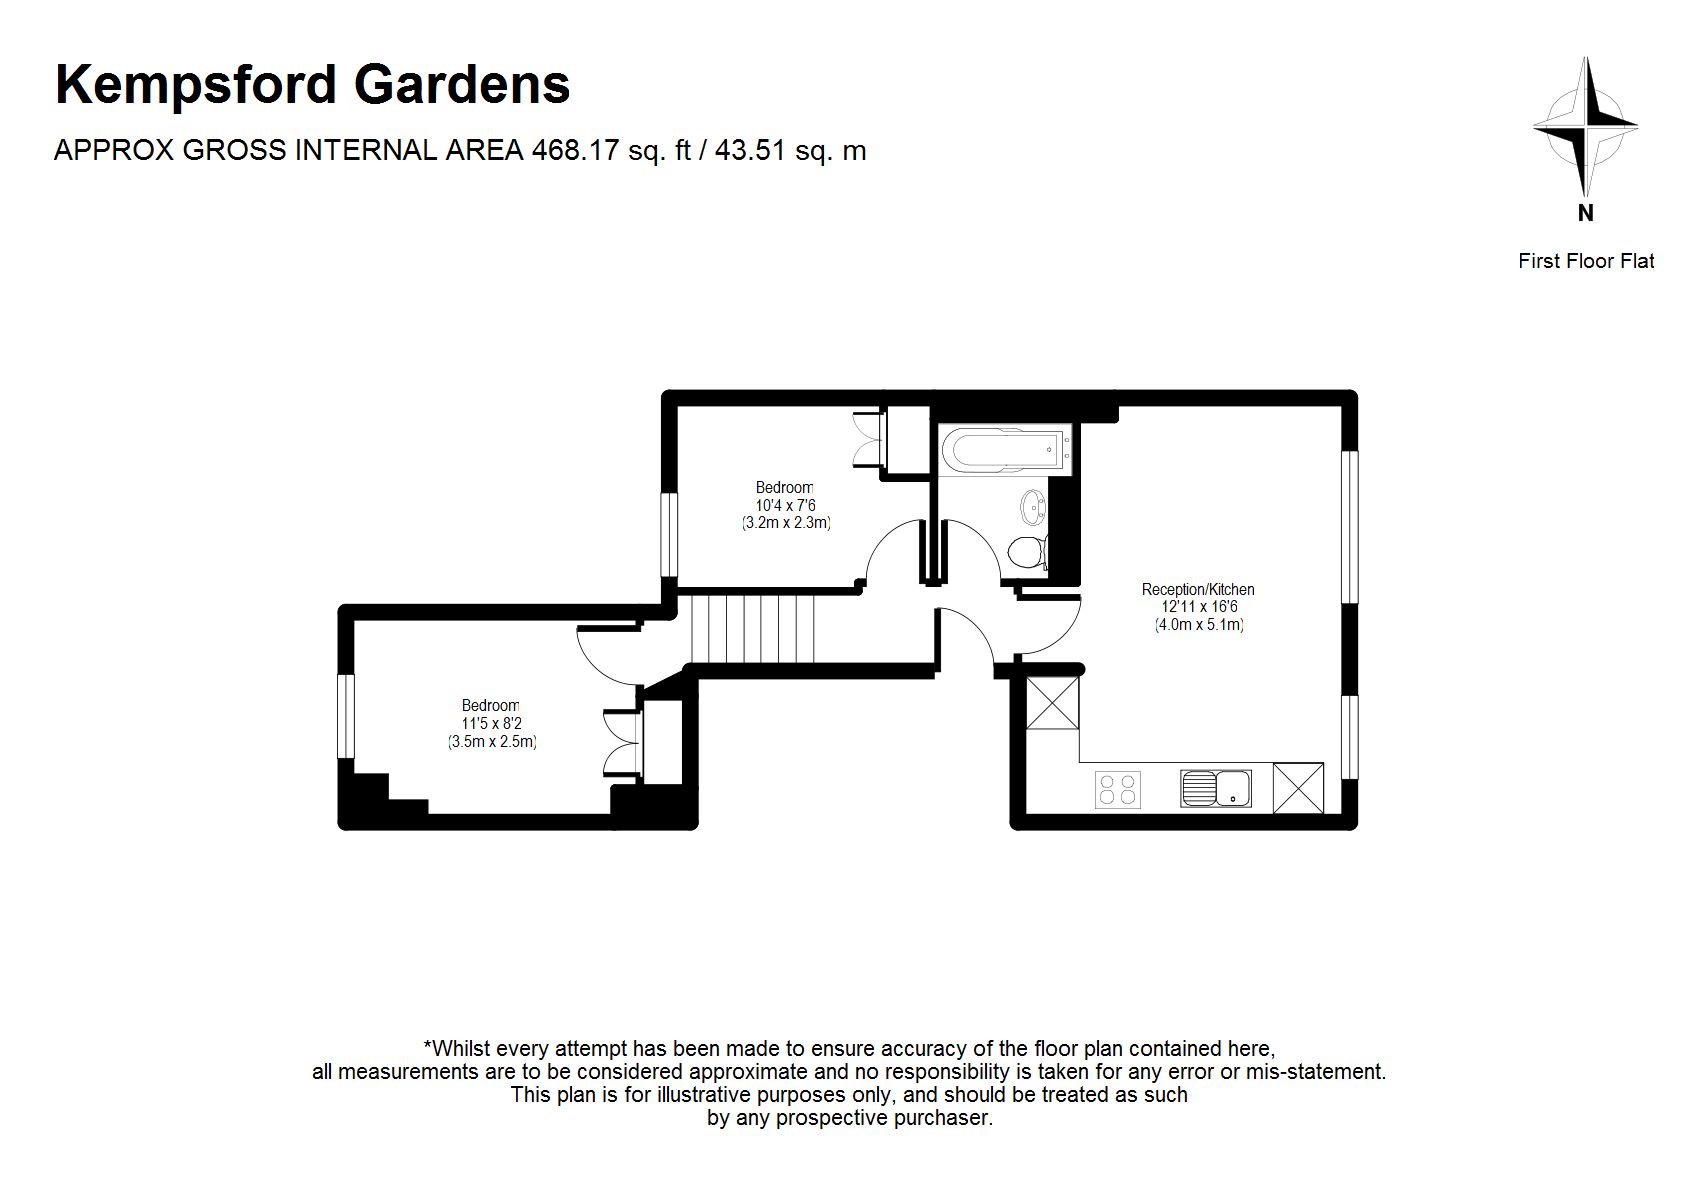 Kempsford Gardens
APPROX GROSS INTERNAL AREA 468.17 sq. ft / 43.51 sq. m
N
First Floor Flat
Bedroom
10'4 x 7'6
(3.2m x 2.3m)
Reception/Kitchen
12'11 x 16'6
(4.0m x 5.1m)
Bedroom
11'5 x 8'2
(3.5m x 2.5m)
*Whilst every attempt has been made to ensure accuracy of the floor plan contained here,
all measurements are to be considered approximate and no responsibility is taken for any error or mis-statement.
This plan is for illustrative purposes only, and should be treated as such
by any prospective purchaser.